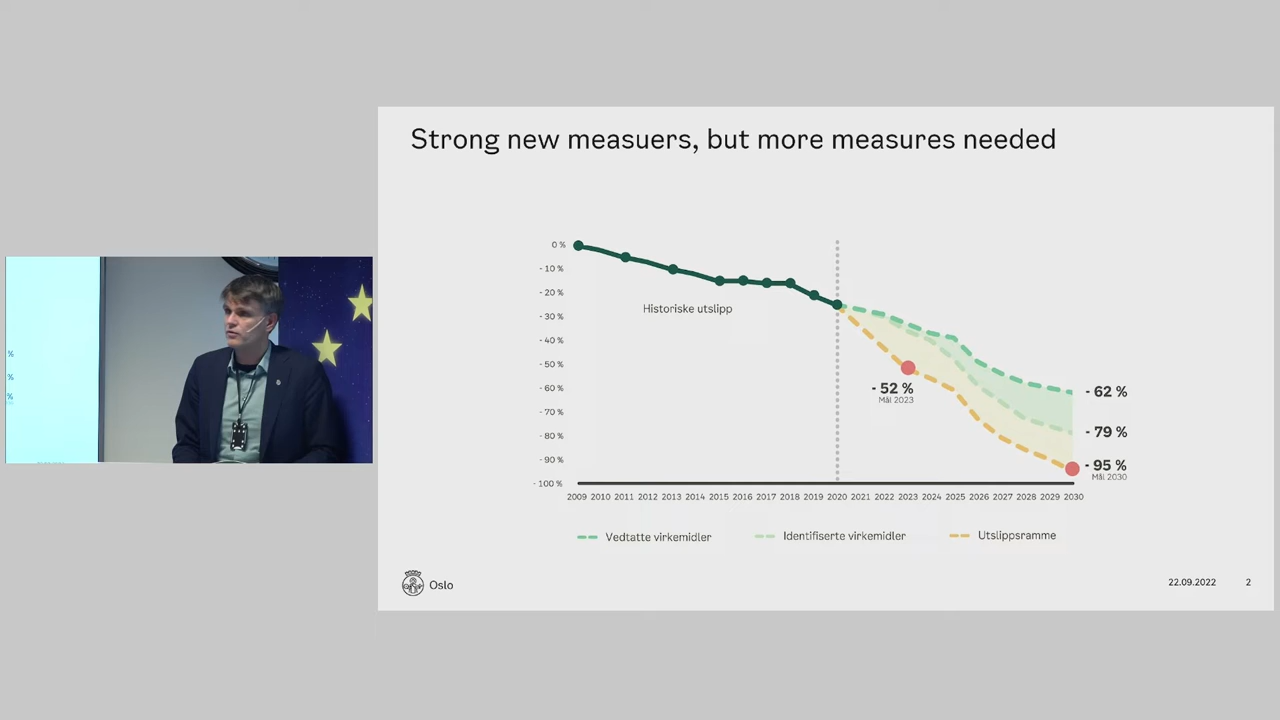 Strong new measuers, but more measures needed
0 %
- 10 %
- 20 %
- 30 %
- 40 %
- 50 %
- 60 %
- 70 %
- 80 %
- 90 %
- 100 %
Historiske utslipp
- 52 %
Mål 2023
- 62 %
- 79 %
- 95 %
Mål 2030
2009 2010 2011 2012 2013 2014 2015 2016 2017 2018 2019 2020 2021 2022 2023 2024 2025 2026 2027 2028 2029 2030
Vedtatte virkemidler Identifiserte virkemidler Utslippsramme
Oslo
22.09.2022 2
%
%
%